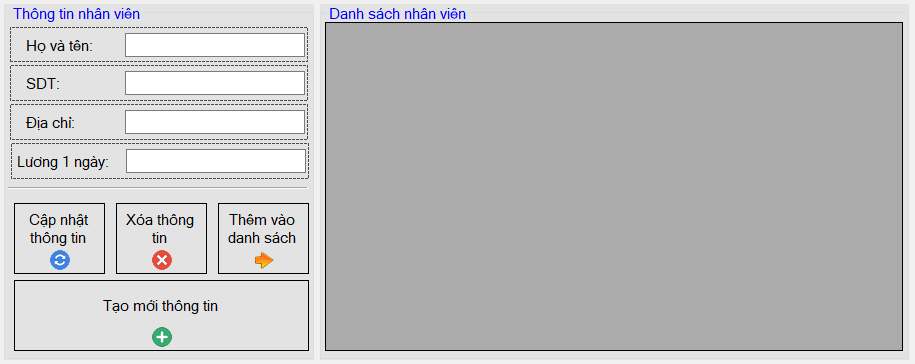 Thông tin nhân viên
Họ và tên:
SDT:
Địa chỉ:
Lương 1 ngày:
Cập nhật
thông tin
Xóa thông
tin
Thêm vào
danh sách
Tạo mới thông tin
Danh sách nhân viên